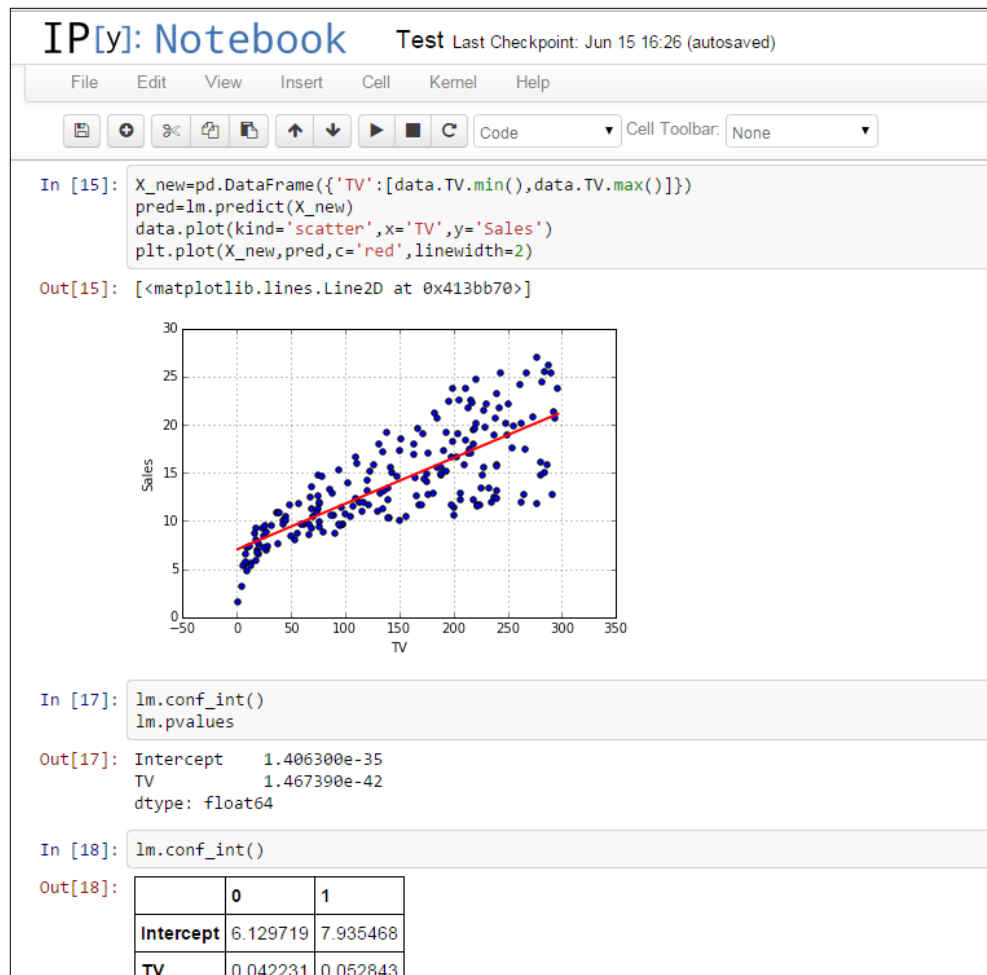 IP[y]: Notebook Test Last Checkpoint: Jun 15 16:26 (autosaved)
File Edit View Insert Cell Kernel Help
Code Cell Toolbar: None
In [15]: X_new=pd.DataFrame({'TV':[data.TV.min(),data.TV.max()]})
pred=lm.predict(X_new)
data.plot(kind='scatter',x='TV',y='Sales')
plt.plot(X_new,pred,c='red',linewidth=2)
Out[15]: [<matplotlib.lines.Line2D at 0x413bb70>]
30
25
20
15
10
5
0
Sales
−50 0 50 100 150 200 250 300 350
TV
In [17]: lm.conf_int()
lm.pvalues
Out[17]: Intercept 1.406300e-35
TV 1.467390e-42
dtype: float64
In [18]: lm.conf_int()
Out[18]:
0 1
Intercept 6.129719 7.935468
TV 0.042231 0.052843